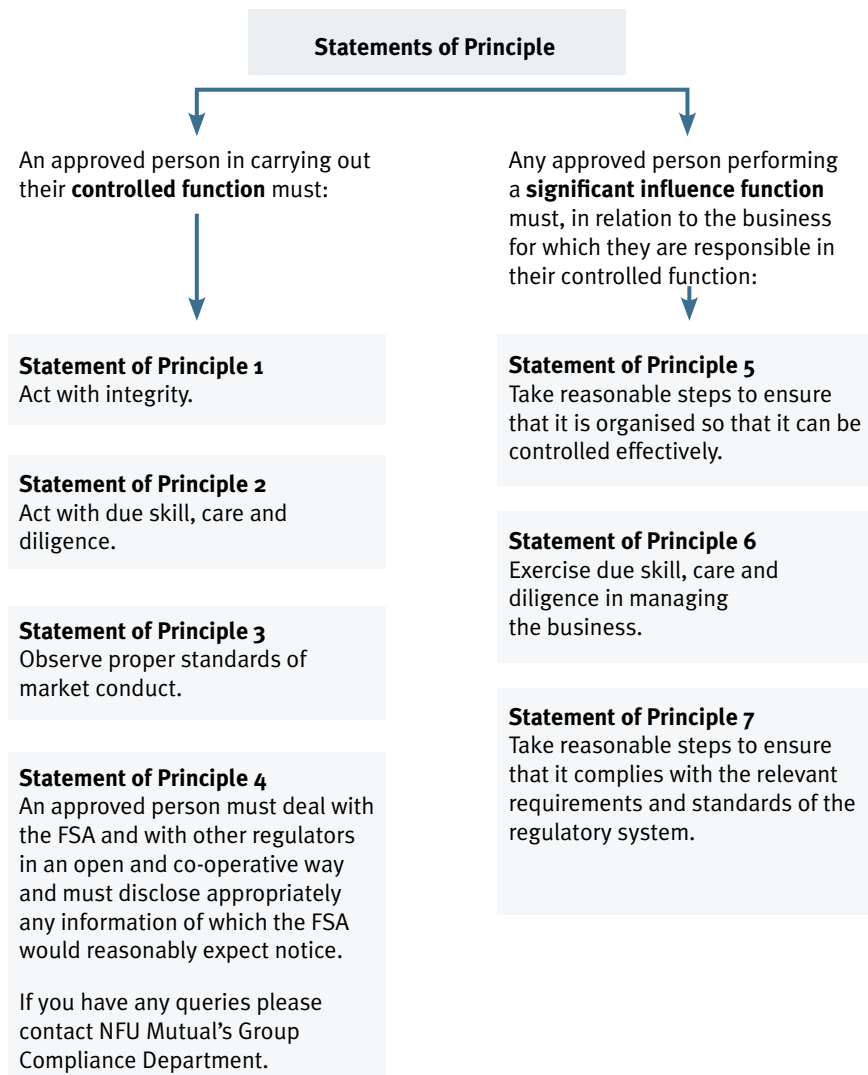 Statements of Principle
An approved person in carrying out
their controlled function must:
Statement of Principle 1
Act with integrity.
Statement of Principle 2
Act with due skill, care and
diligence.
Statement of Principle 3
Observe proper standards of
market conduct.
Statement of Principle 4
An approved person must deal with
the FSA and with other regulators
in an open and co-operative way
and must disclose appropriately
any information of which the FSA
would reasonably expect notice.
If you have any queries please
contact NFU Mutual’s Group
Compliance Department.
Any approved person performing
a significant influence function
must, in relation to the business
for which they are responsible in
their controlled function:
Statement of Principle 5
Take reasonable steps to ensure
that it is organised so that it can be
controlled effectively.
Statement of Principle 6
Exercise due skill, care and
diligence in managing
the business.
Statement of Principle 7
Take reasonable steps to ensure
that it complies with the relevant
requirements and standards of the
regulatory system.